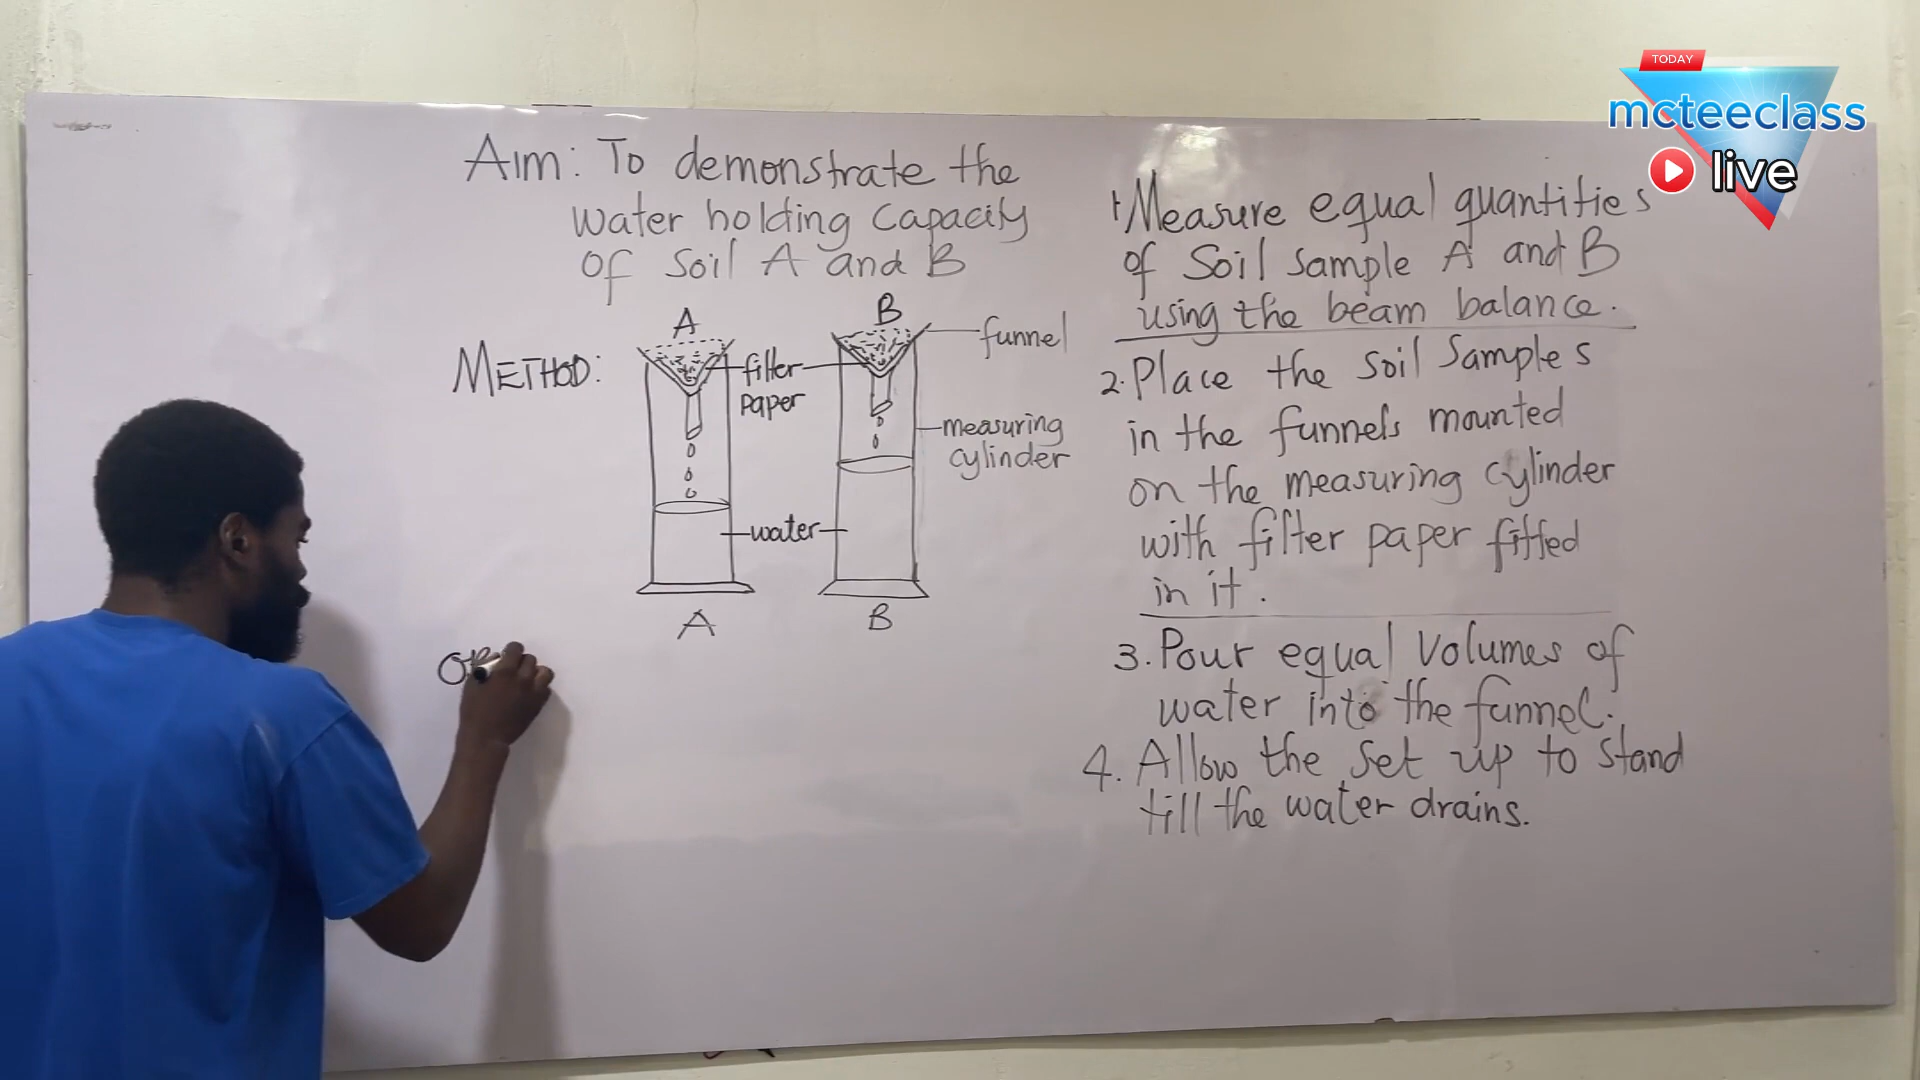 TODAY
mcteeclass
live
Aim: To demonstrate the
water holding capacity
of Soil A and B
METHOD:
A
B
funnel
filter
paper
measuring
cylinder
water
A
B
1 Measure equal quantities
of Soil sample A and B
using the beam balance.
2. Place the soil Samples
in the funnels mounted
on the measuring cylinder
with filter paper fitted
in it.
3. Pour equal Volumes of
water into the funnel.
4. Allow the set up to stand
till the water drains.